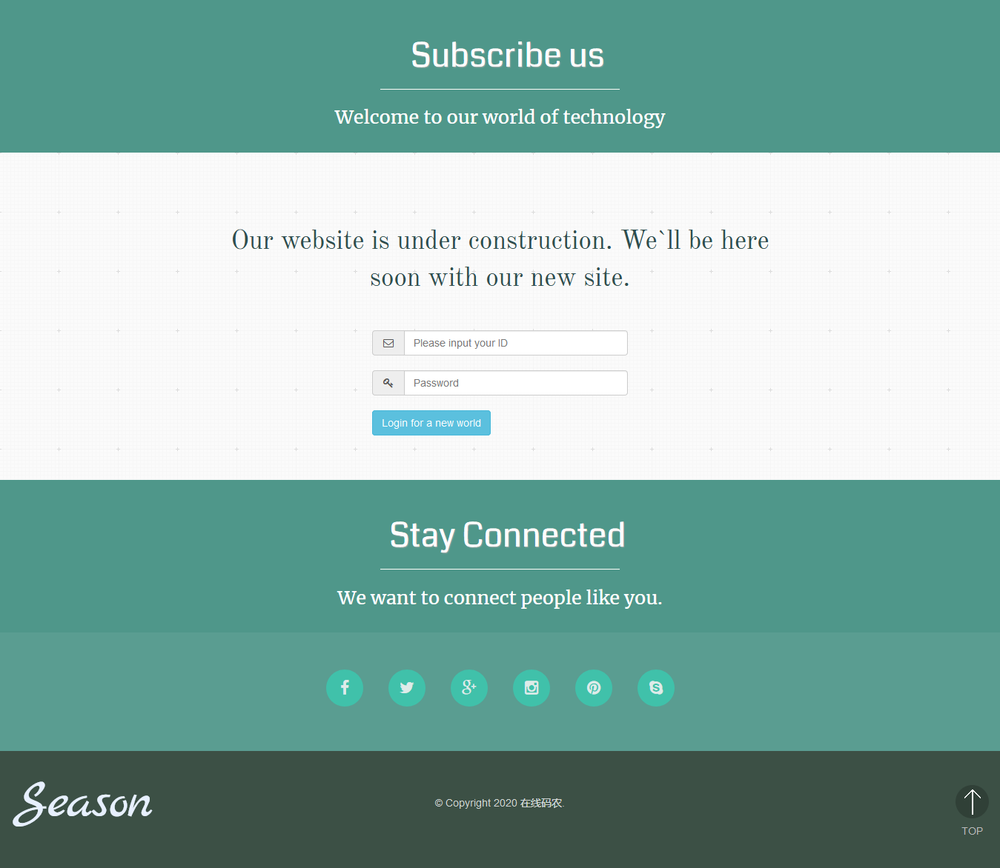 Subscribe us
Welcome to our world of technology
Our website is under construction. We`ll be here
soon with our new site.
Please input your ID
Password
Login for a new world
Stay Connected
We want to connect people like you.
Season
© Copyright 2020 在线码农.
TOP